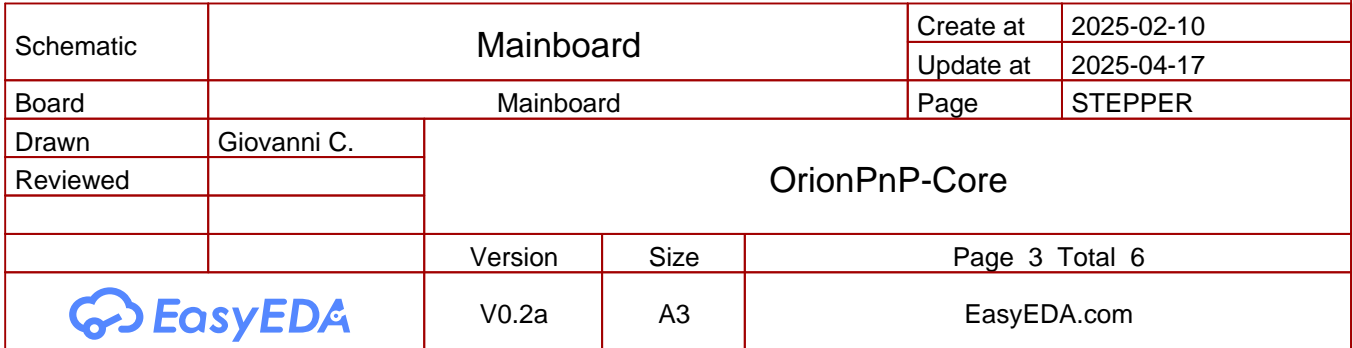 Schematic
Mainboard
Create at 2025-02-10
Update at 2025-04-17
Board Mainboard Page STEPPER
Drawn Giovanni C.
Reviewed
OrionPnP-Core
Version Size Page 3 Total 6
EasyEDA V0.2a A3 EasyEDA.com